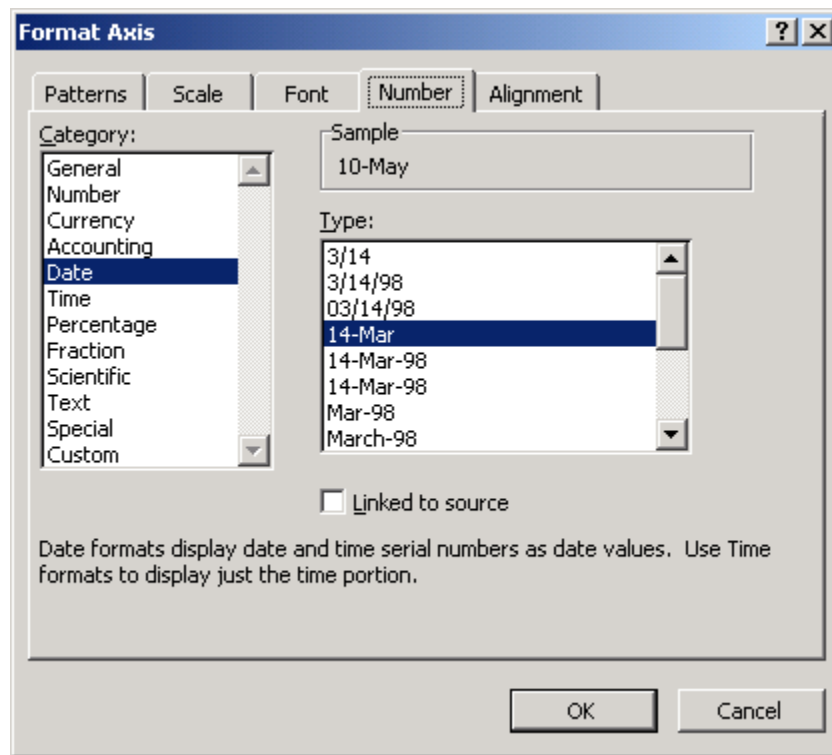 Format Axis
Patterns Scale Font Number Alignment
Category:
General
Number
Currency
Accounting
Date
Time
Percentage
Fraction
Scientific
Text
Special
Custom
Sample
10-May
Type:
3/14
3/14/98
03/14/98
14-Mar
14-Mar-98
14-Mar-98
Mar-98
March-98
Linked to source
Date formats display date and time serial numbers as date values. Use Time
formats to display just the time portion.
OK Cancel